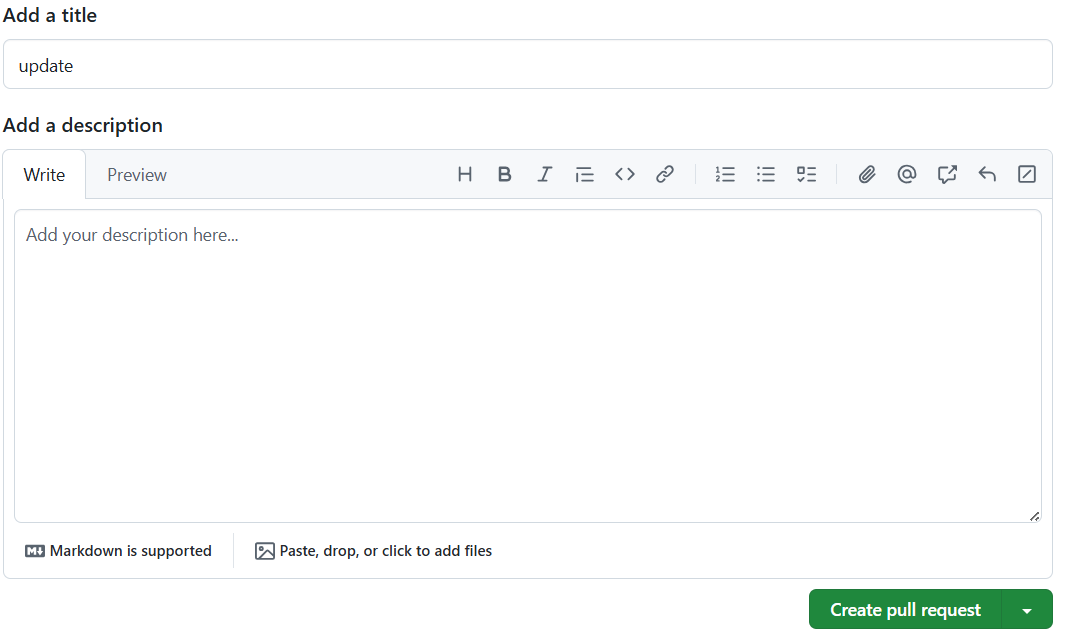 Add a title
update
Add a description
Write Preview
Add your description here...
Markdown is supported Paste, drop, or click to add files
Create pull request